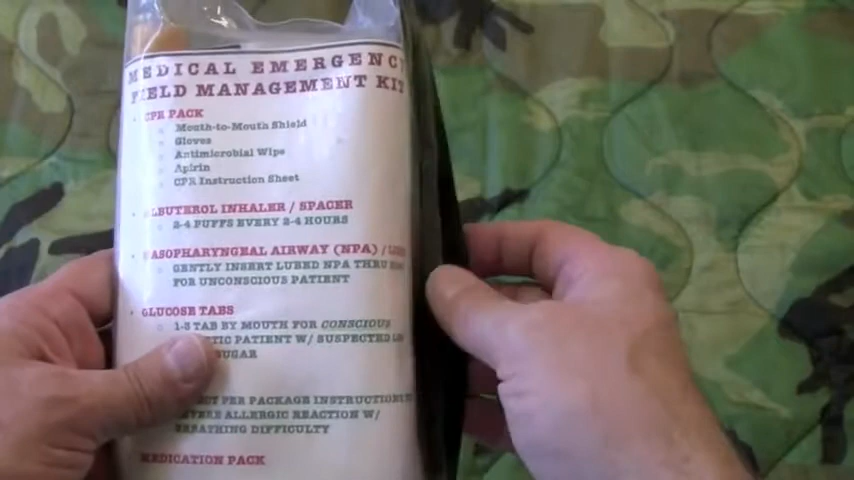 MEDICAL EMERGENCY
FIELD MANAGEMENT KIT
CPR PACK
Mouth-to-Mouth Shield
Gloves
Antimicrobial Wipe
Apirin
CPR Instruction Sheet
ALBUTEROL INHALER / SPACER
2-4 PUFFS EVERY 2-4 HOURS
NASOPHARYNGEAL AIRWAY (NPA) /
GENTLY INSERT LUBED NPA THRU
FOR UNCONSCIOUS PATIENT
GLUCOSE TABS
1-5 TAB BY MOUTH FOR CONSCIOUS
PATIENT W/ SUSPECTED
SUGAR
PER PACKAGE INSTRUCTIONS
SEVERE ALLERGIC REACTION W/
BREATHING DIFFICULTY
MEDICATION PACK